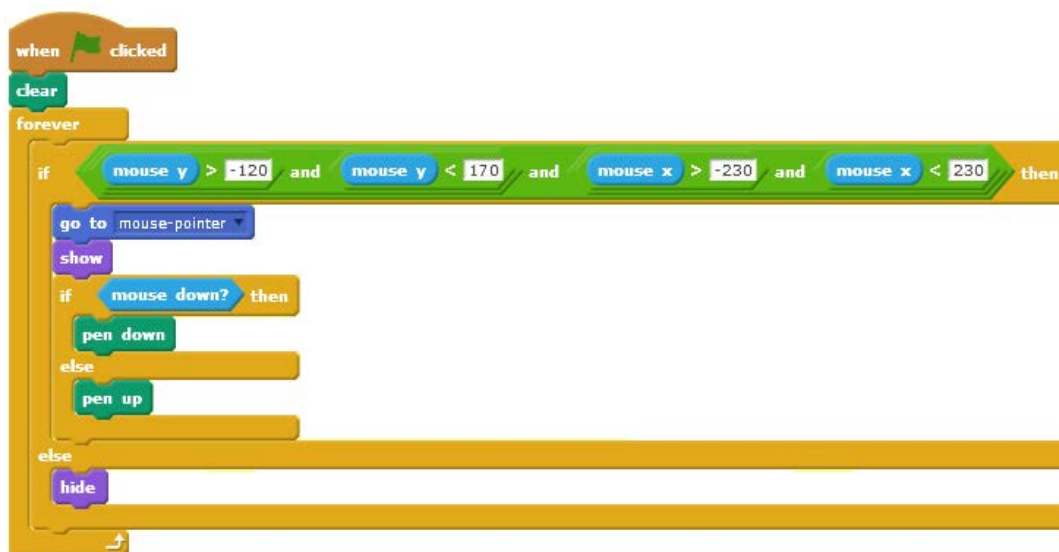 when clicked
clear
forever
if mouse y > -120 and mouse y < 170 and mouse x > -230 and mouse x < 230 then
go to mouse-pointer
show
if mouse down? then
pen down
else
pen up
else
hide